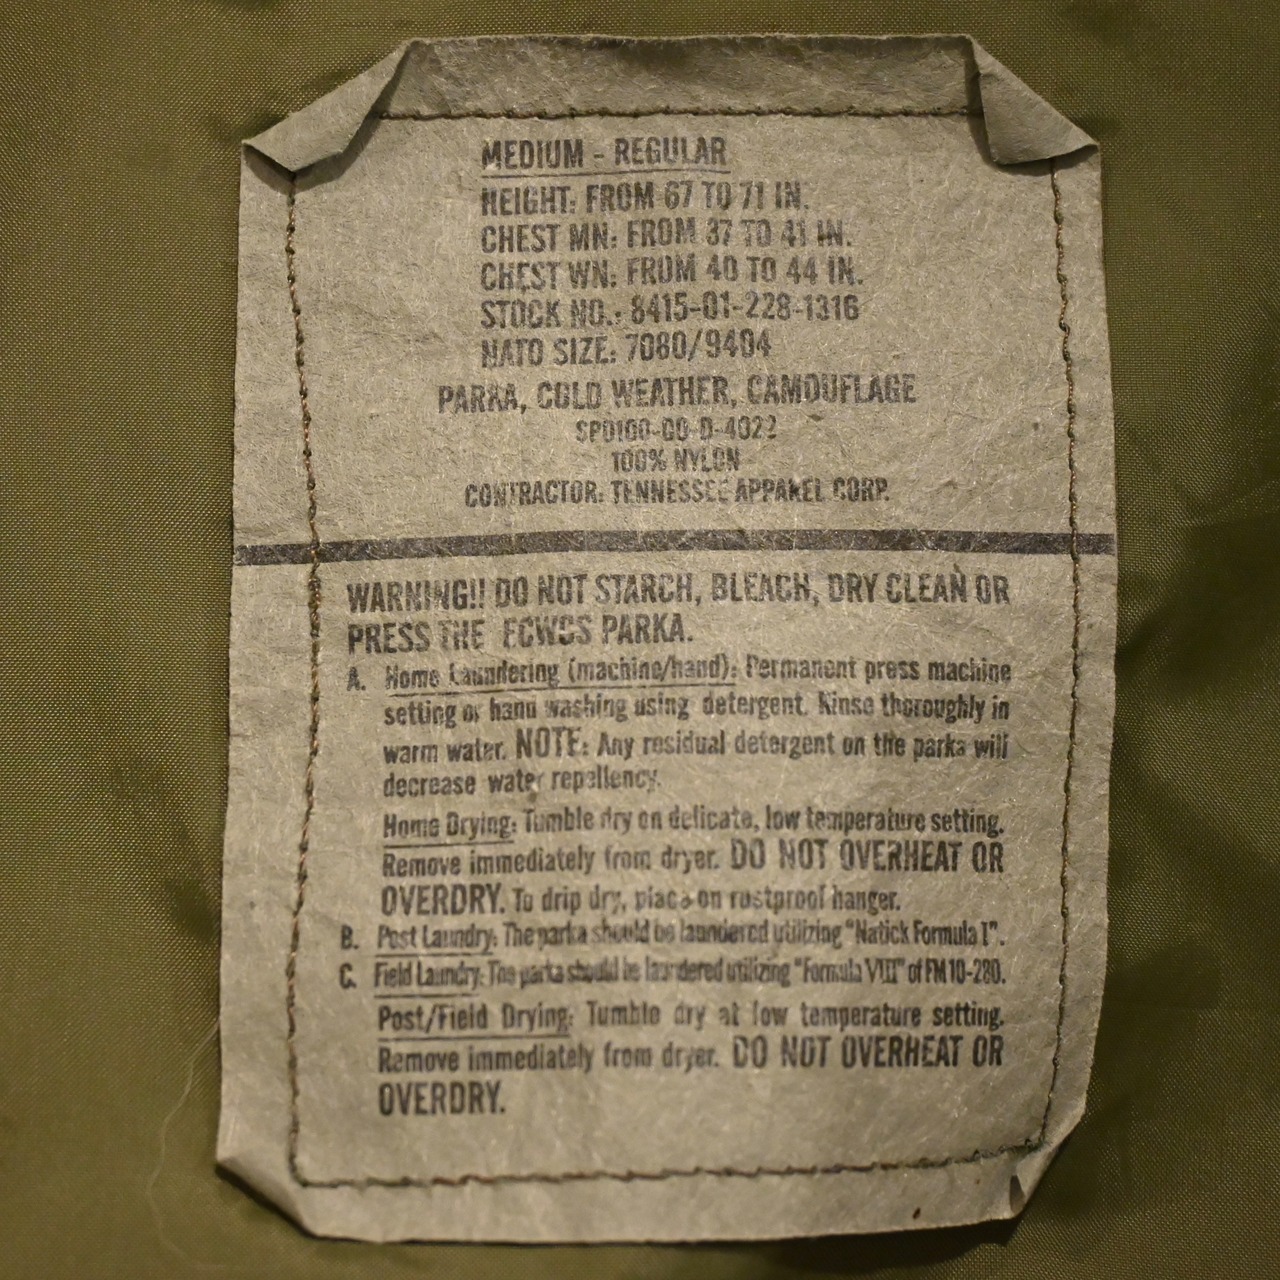 MEDIUM - REGULAR
HEIGHT: FROM 67 TO 71 IN.
CHEST MN: FROM 37 TO 41 IN.
CHEST WN: FROM 40 TO 44 IN.
STOCK NO.: 8415-01-228-1316
NATO SIZE: 7080/9404
PARKA, COLD WEATHER, CAMOUFLAGE
SP0100-00-D-4022
100% NYLON
CONTRACTOR: TENNESSEE APPAREL CORP.
WARNING!! DO NOT STARCH, BLEACH, DRY CLEAN OR
PRESS THE ECWCS PARKA.
A. Home Laundering (machine/hand): Permanent press machine
setting or hand washing using detergent. Rinse thoroughly in
warm water. NOTE: Any residual detergent on the parka will
decrease water repellency.
Home Drying: Tumble dry on delicate, low temperature setting.
Remove immediately from dryer. DO NOT OVERHEAT OR
OVERDRY. To drip dry, place on rustproof hanger.
B. Post Laundry: The parka should be laundered utilizing "Natick Formula I".
C. Field Laundry: The parka should be laundered utilizing "Formula VIII" of FM 10-280.
Post/Field Drying: Tumble dry at low temperature setting.
Remove immediately from dryer. DO NOT OVERHEAT OR
OVERDRY.